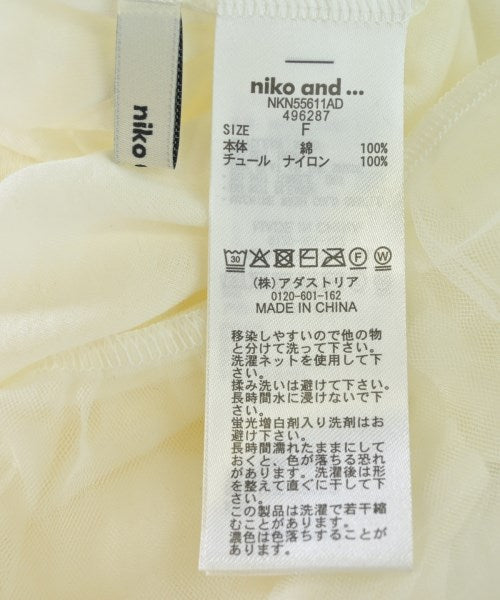 niko and ...
NKN55611AD
496287
SIZE F
本体 綿 100%
チュール ナイロン 100%
30
F W
(株)アダストリア
0120-601-162
MADE IN CHINA
移染しやすいので他の物
と分けて洗って下さい。
洗濯ネットを使用して下
さい。
揉み洗いは避けて下さい。
長時間水に浸けないで下
さい。
蛍光増白剤入り洗剤はお
避け下さい。
長時間濡れたままにして
おくと、色が落ちる恐れ
があります。洗濯後は形
を整えて直ぐに干して下
さい。
この製品は洗濯で若干縮
むことがあります。
濃色は色落ちすることが
あります。
niko